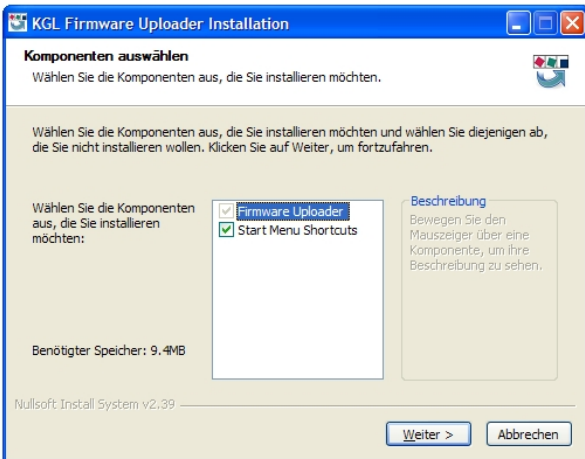 KGL Firmware Uploader Installation
Komponenten auswählen
Wählen Sie die Komponenten aus, die Sie installieren möchten.
Wählen Sie die Komponenten aus, die Sie installieren möchten und wählen Sie diejenigen ab,
die Sie nicht installieren wollen. Klicken Sie auf Weiter, um fortzufahren.
Wählen Sie die Komponenten
aus, die Sie installieren
möchten:
Firmware Uploader
Start Menu Shortcuts
Beschreibung
Bewegen Sie den
Mauszeiger über eine
Komponente, um ihre
Beschreibung zu sehen.
Benötigter Speicher: 9.4MB
Nullsoft Install System v2.39
Weiter >
Abbrechen